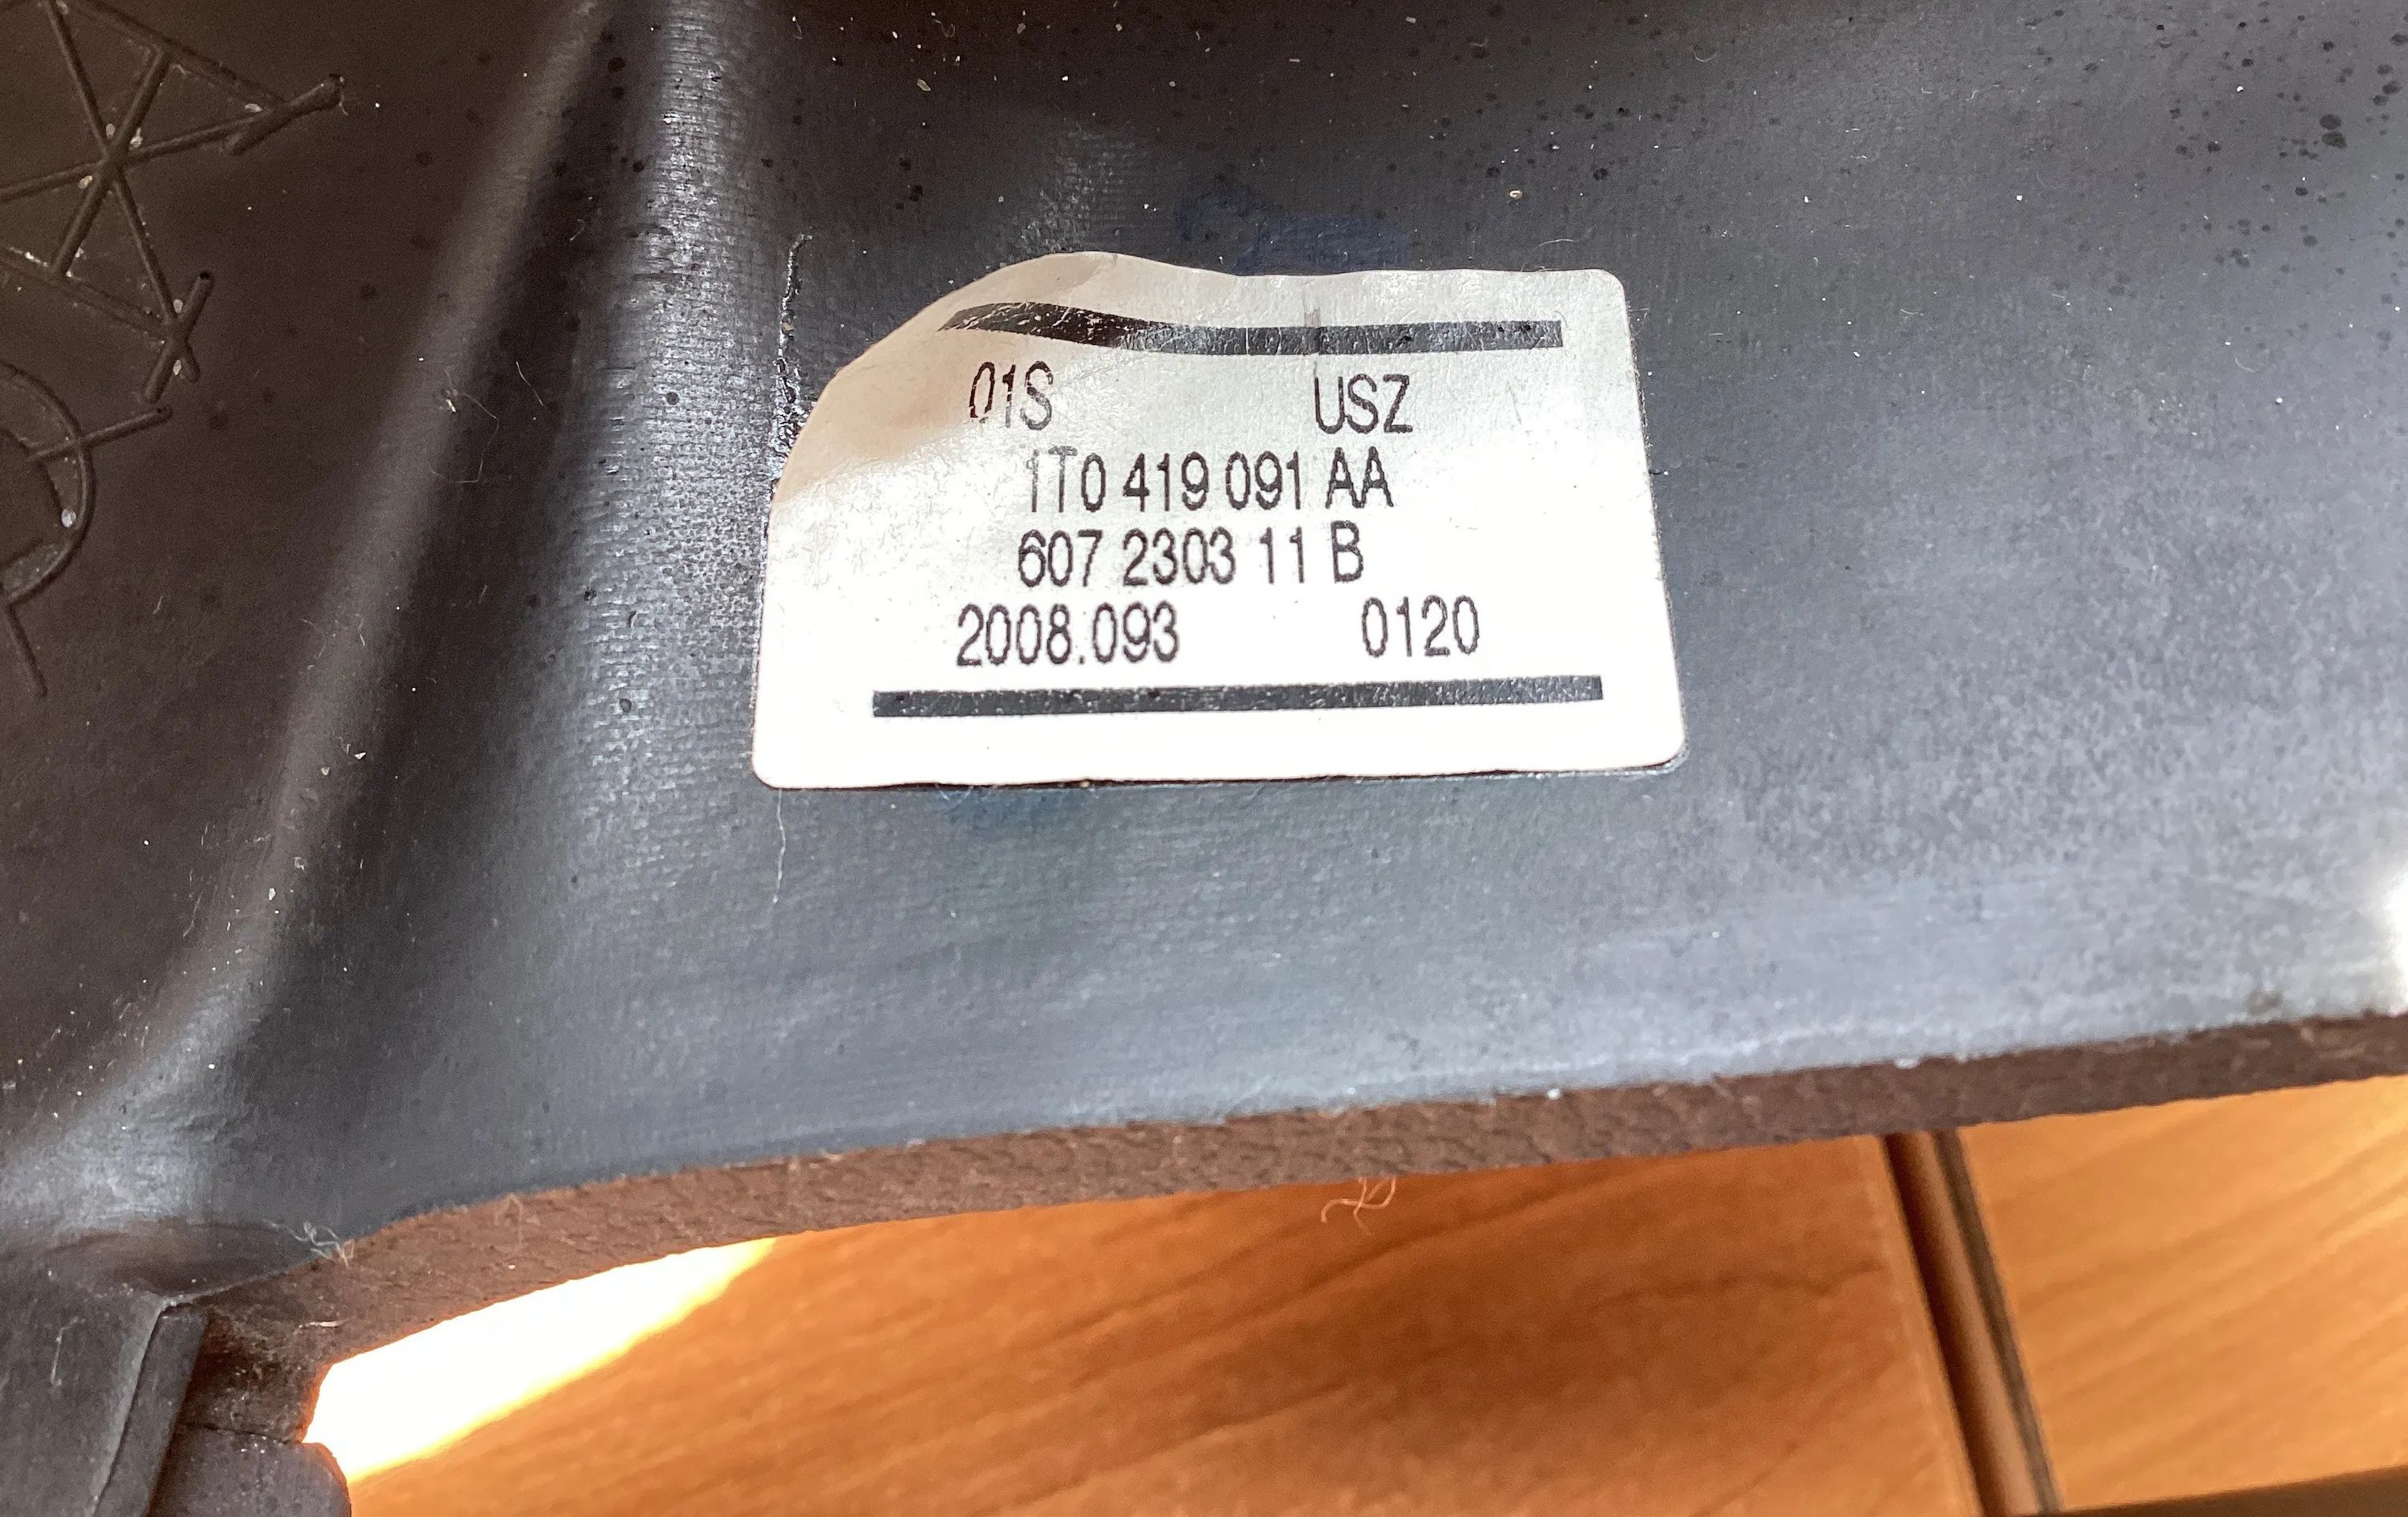 01S USZ
1T0 419 091 AA
607 2303 11 B
2008.093 0120